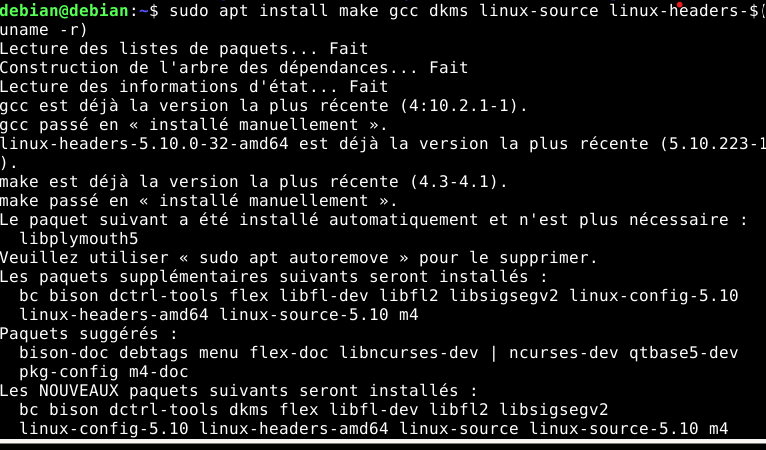 debian@debian:~$ sudo apt install make gcc dkms linux-source linux-headers-$(
uname -r)
Lecture des listes de paquets... Fait
Construction de l'arbre des dépendances... Fait
Lecture des informations d'état... Fait
gcc est déjà la version la plus récente (4:10.2.1-1).
gcc passé en « installé manuellement ».
linux-headers-5.10.0-32-amd64 est déjà la version la plus récente (5.10.223-1
).
make est déjà la version la plus récente (4.3-4.1).
make passé en « installé manuellement ».
Le paquet suivant a été installé automatiquement et n'est plus nécessaire :
  libplymouth5
Veuillez utiliser « sudo apt autoremove » pour le supprimer.
Les paquets supplémentaires suivants seront installés :
  bc bison dctrl-tools flex libfl-dev libfl2 libsigsegv2 linux-config-5.10
  linux-headers-amd64 linux-source-5.10 m4
Paquets suggérés :
  bison-doc debtags menu flex-doc libncurses-dev | ncurses-dev qtbase5-dev
  pkg-config m4-doc
Les NOUVEAUX paquets suivants seront installés :
  bc bison dctrl-tools dkms flex libfl-dev libfl2 libsigsegv2
  linux-config-5.10 linux-headers-amd64 linux-source linux-source-5.10 m4